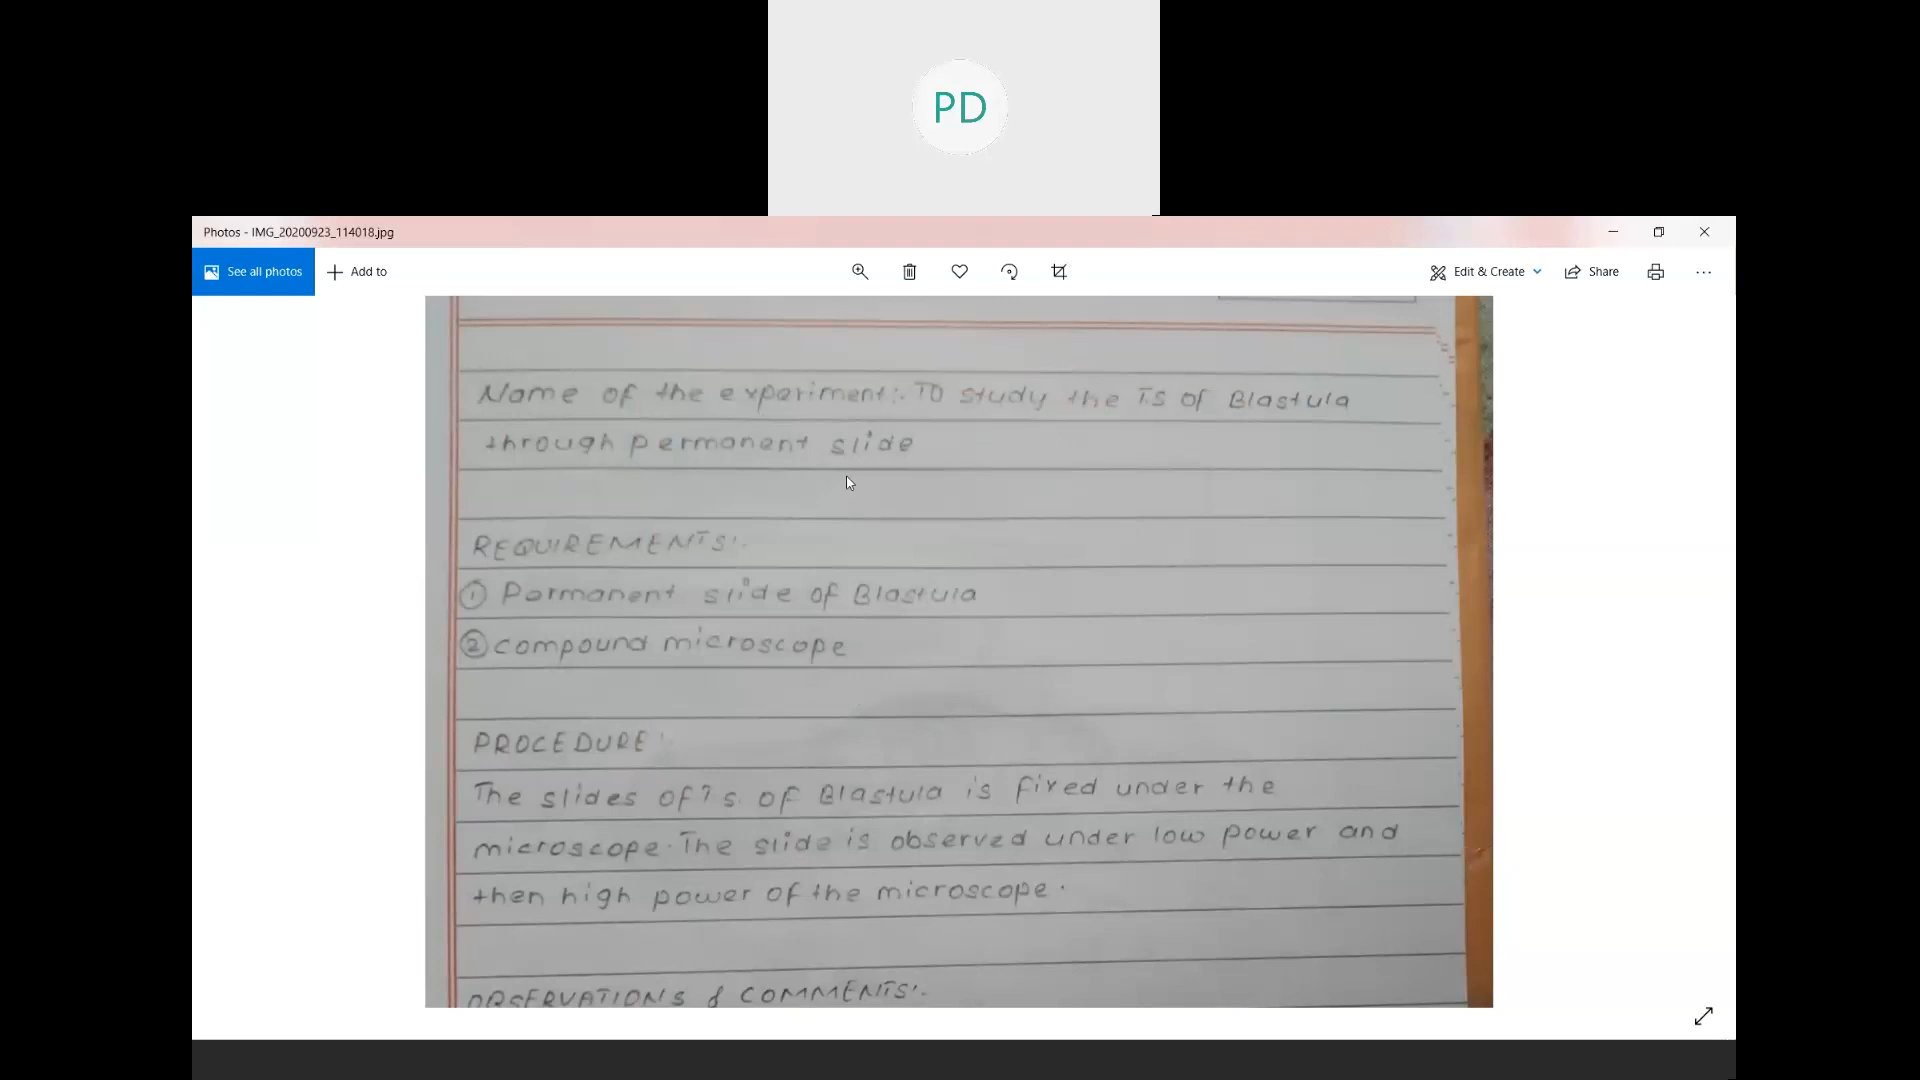 PD
Photos - IMG_20200923_114018.jpg
See all photos
Add to
Edit & Create
Share
Name of the experiment:. To study the TS of Blastula
through permanent slide
REQUIREMENTS:.
① Permanent slide of Blastula
② compound microscope
PROCEDURE:
The slides of T s. of Blastula is fixed under the
microscope. The slide is observed under low power and
then high power of the microscope.
OBSERVATIONS & COMMENTS:.